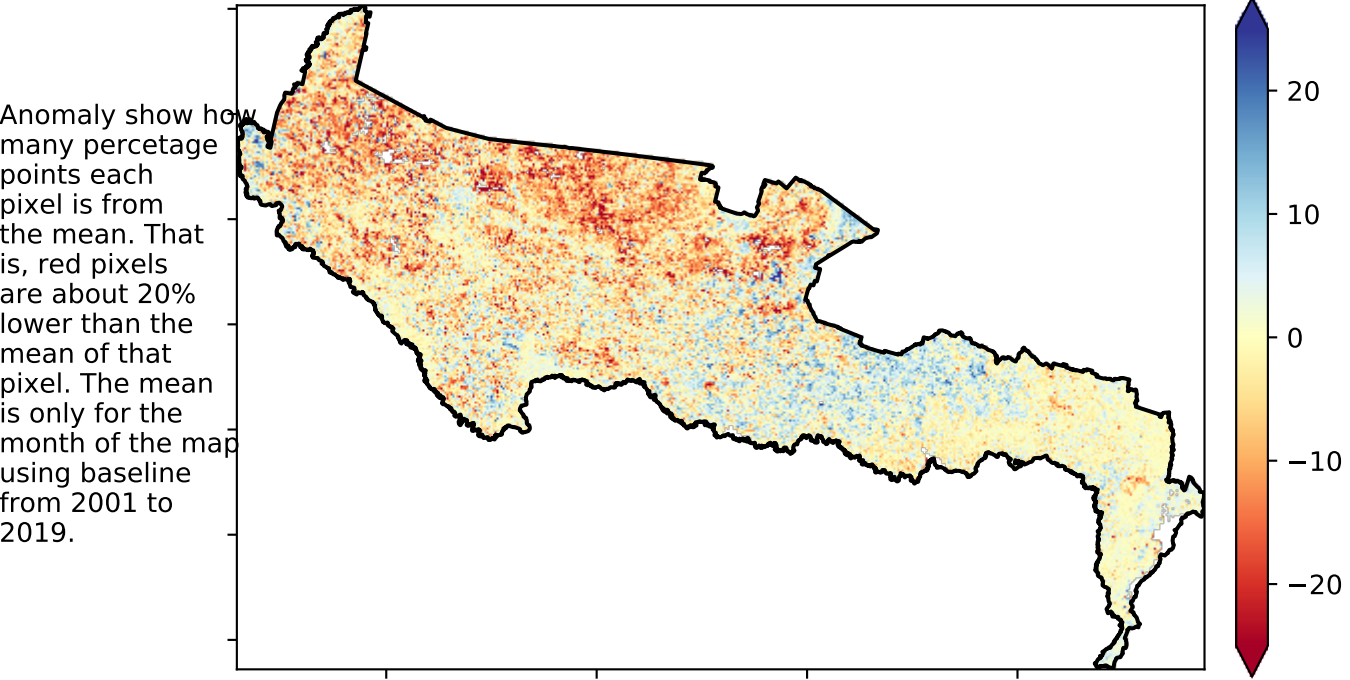 Anomaly show how
many percetage
points each
pixel is from
the mean. That
is, red pixels
are about 20%
lower than the
mean of that
pixel. The mean
is only for the
month of the map
using baseline
from 2001 to
2019.
20
10
0
−10
−20